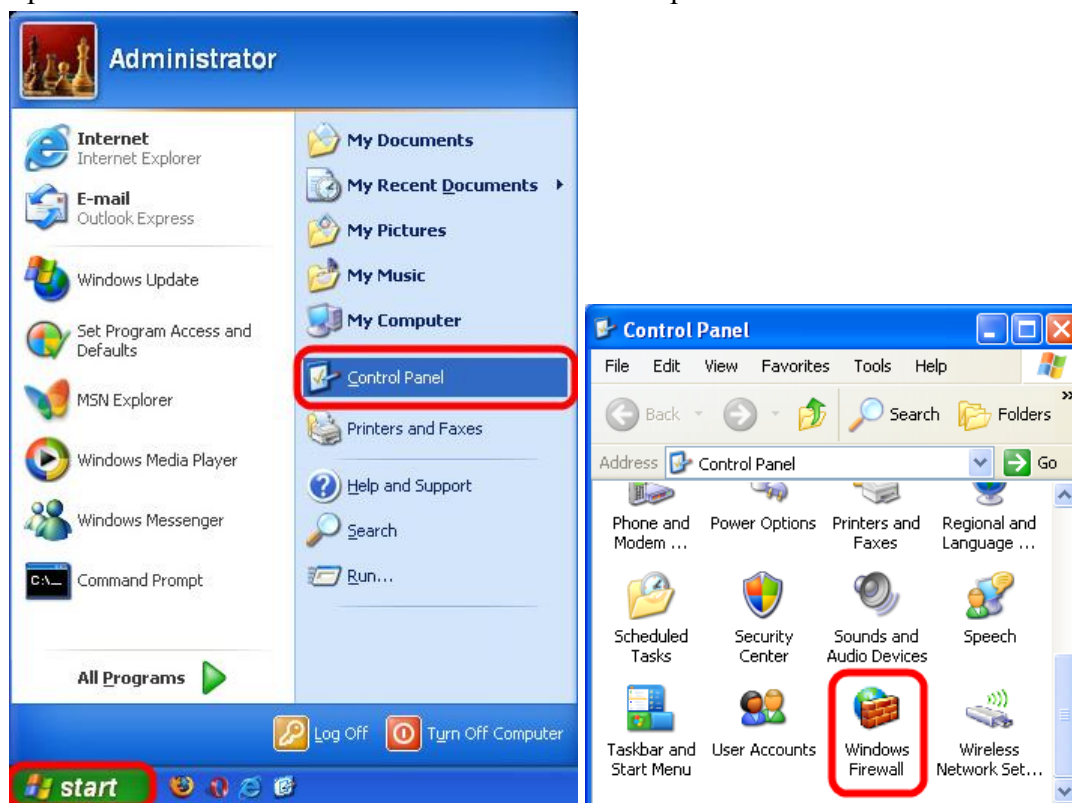 Administrator
Internet
Internet Explorer
E-mail
Outlook Express
Windows Update
Set Program Access and
Defaults
MSN Explorer
Windows Media Player
Windows Messenger
C:\_
Command Prompt
All Programs
My Documents
My Recent Documents
My Pictures
My Music
My Computer
Control Panel
Printers and Faxes
Help and Support
Search
Run...
Log Off
Turn Off Computer
start
Control Panel
File Edit View Favorites Tools Help
Back Search Folders »
Address Control Panel Go
Phone and Modem ...
Power Options
Printers and Faxes
Regional and Language ...
Scheduled Tasks
Security Center
Sounds and Audio Devices
Speech
Taskbar and Start Menu
User Accounts
Windows Firewall
Wireless Network Set...